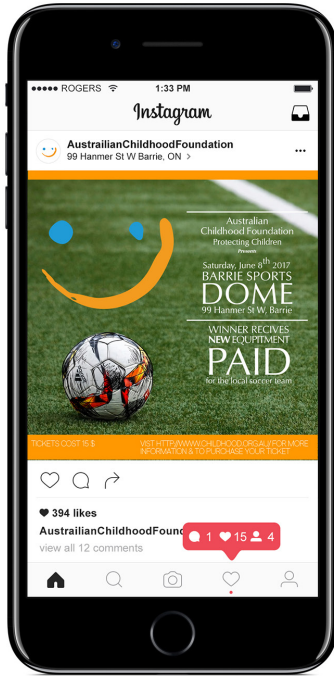 ROGERS
1:33 PM
Instagram
AustrailianChildhoodFoundation
99 Hanmer St W Barrie, ON >
Australian
Childhood Foundation
Protecting Children
Presents
Saturday, June 8th 2017
BARRIE SPORTS
DOME
99 Hanmer St W, Barrie
WINNER RECIVES
NEW EQUPITMENT
PAID
for the local soccer team
TICKETS COST 15 $
VISIT HTTP://WWW.CHILDHOOD.ORG.AU/ FOR MORE
INFORMATION & TO PURCHASE YOUR TICKET
394 likes
AustrailianChildhoodFound
view all 12 comments
1 15 4